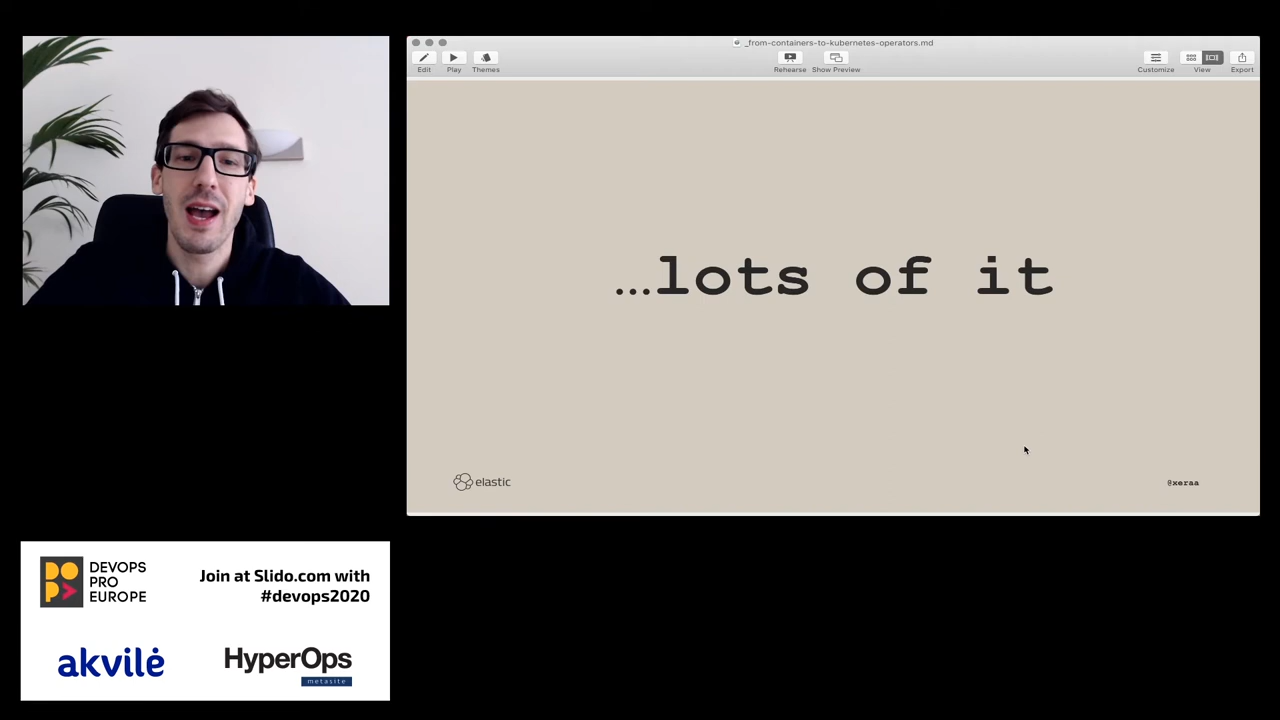 _from-containers-to-kubernetes-operators.md
Edit
Play
Themes
Rehearse
Show Preview
Customize
View
Export
...lots of it
elastic
@xeraa
DEVOPS
PRO
EUROPE
Join at Slido.com with
#devops2020
akvilė
HyperOps
metasite